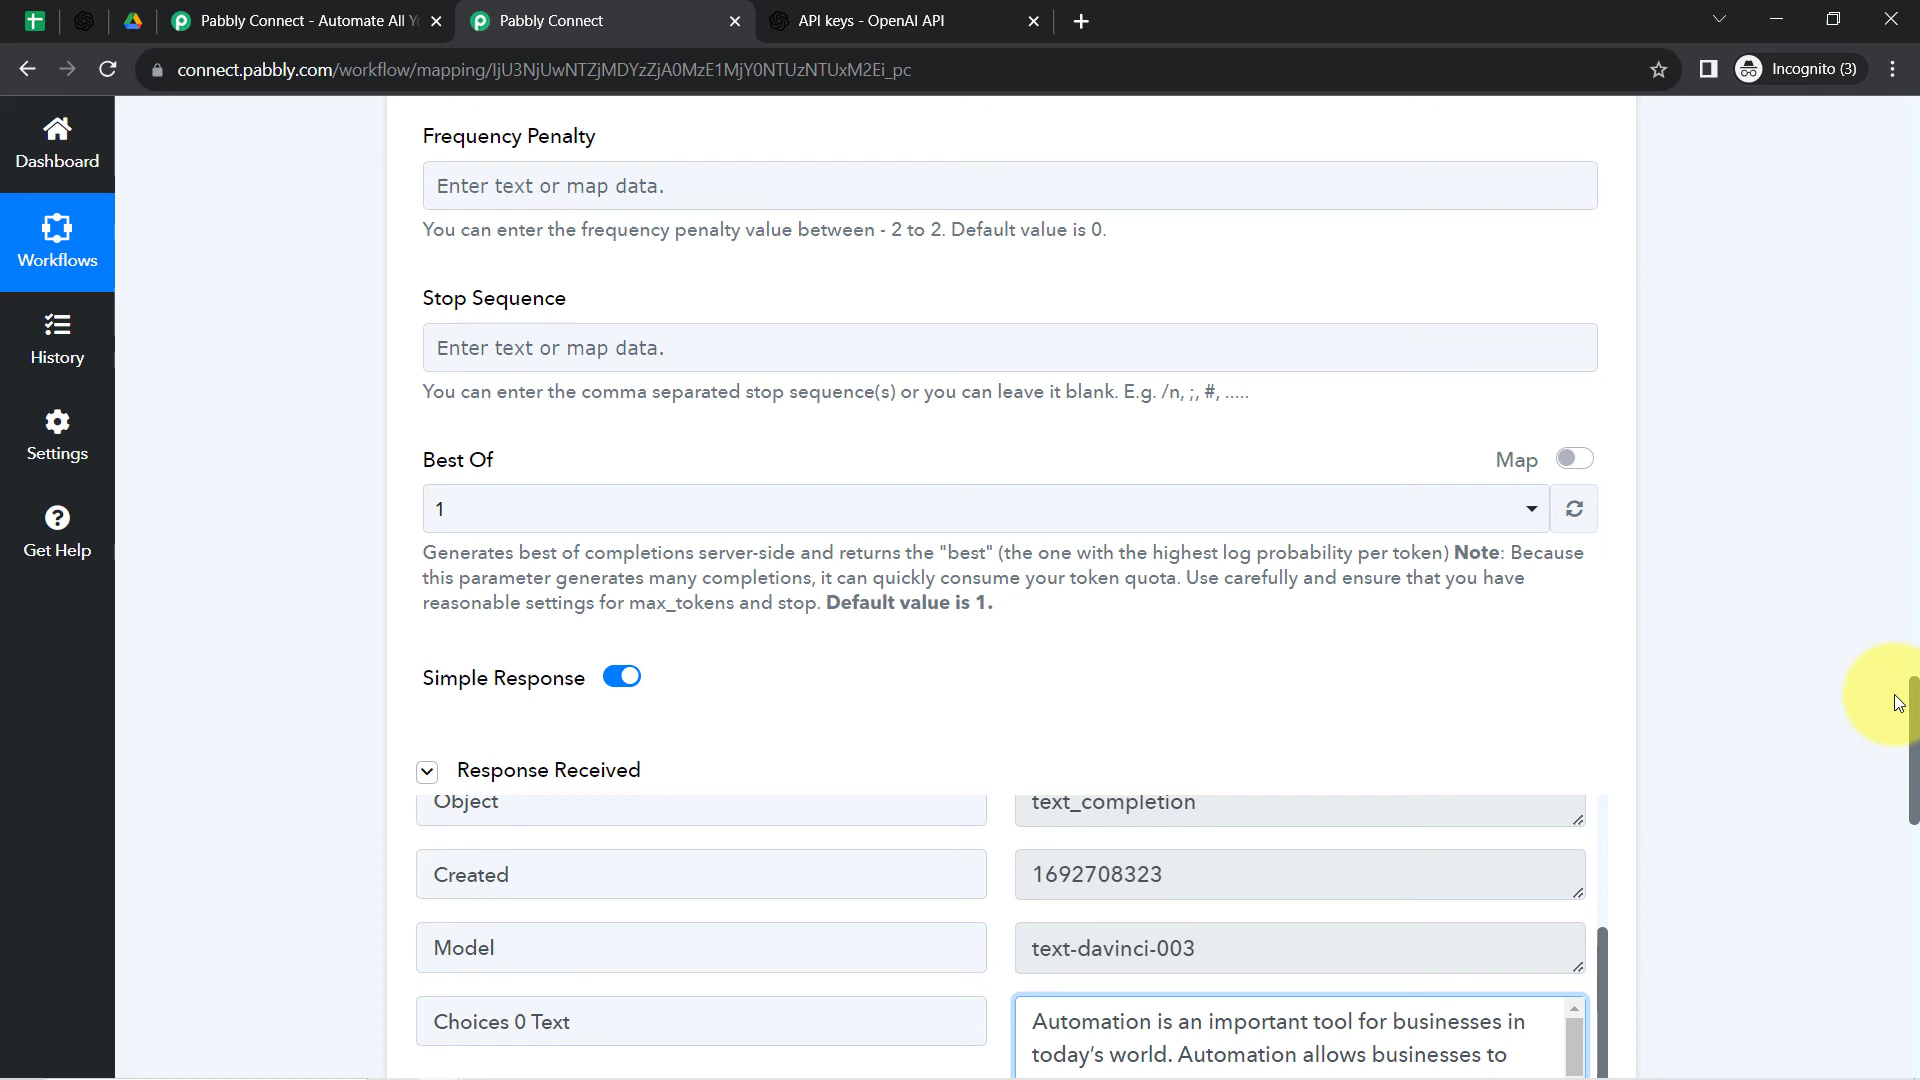 Pabbly Connect - Automate All Y
Pabbly Connect
API keys - OpenAI API
connect.pabbly.com/workflow/mapping/IjU3NjUwNTZjMDYzZjA0MzE1MjY0NTUzNTUxM2Ei_pc
Incognito (3)
Dashboard
Workflows
History
Settings
Get Help
Frequency Penalty
Enter text or map data.
You can enter the frequency penalty value between - 2 to 2. Default value is 0.
Stop Sequence
Enter text or map data.
You can enter the comma separated stop sequence(s) or you can leave it blank. E.g. /n, ;, #, .....
Best Of
Map
1
Generates best of completions server-side and returns the "best" (the one with the highest log probability per token) Note: Because
this parameter generates many completions, it can quickly consume your token quota. Use carefully and ensure that you have
reasonable settings for max_tokens and stop. Default value is 1.
Simple Response
Response Received
Object
text_completion
Created
1692708323
Model
text-davinci-003
Choices 0 Text
Automation is an important tool for businesses in
today's world. Automation allows businesses to